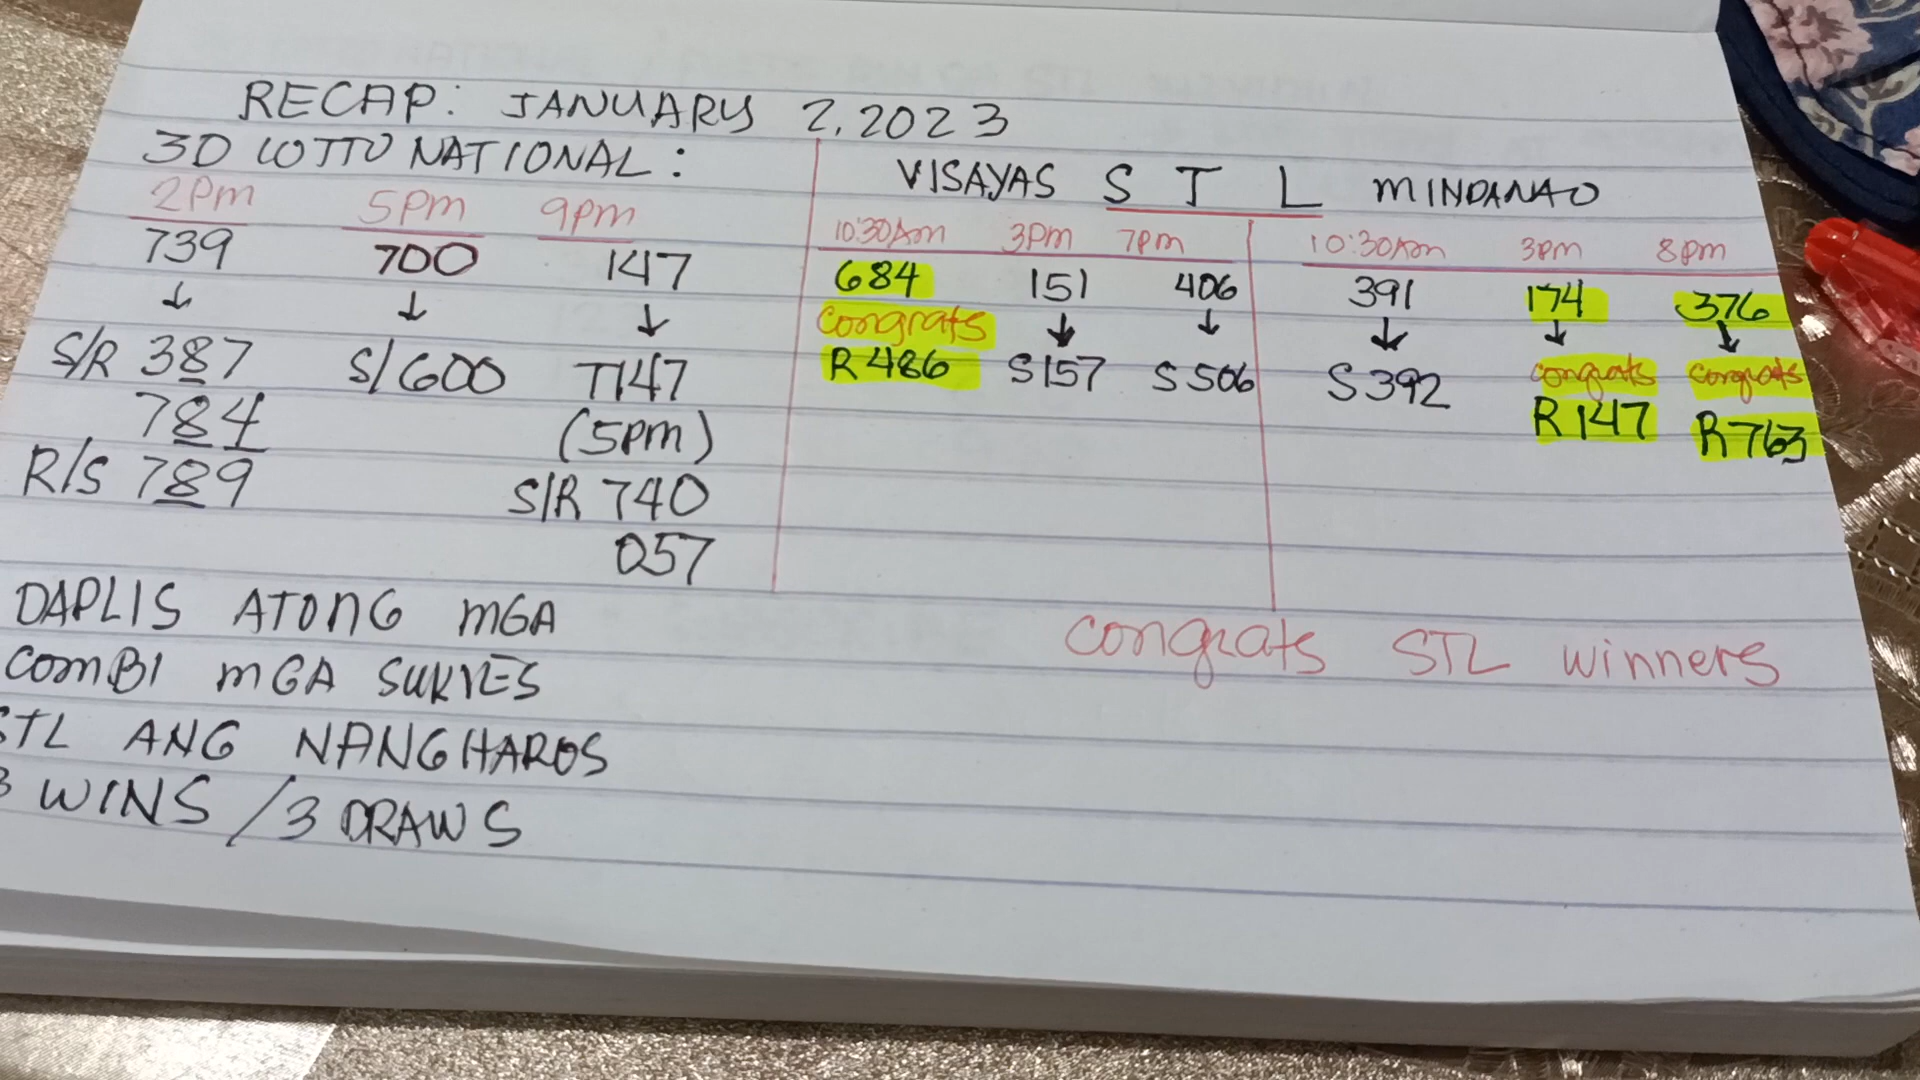 RECAP: JANUARY 2, 2023
3D LOTTO NATIONAL:
2pm 5pm 9pm
739 700 147
↓ ↓ ↓
S/R 387 S/600 T147
784 (5pm)
R/S 789 S/R 740
057
VISAYAS S T L MINDANAO
10:30Am 3pm 7pm 10:30Am 3pm 8pm
684 151 406 391 174 376
congrats ↓ ↓ ↓ ↓ ↓
R486 S157 S506 S392 congrats congrats
R147 R763
DAPLIS ATONG MGA
COMBI MGA SUKIES
STL ANG NANGHAROS
3 WINS / 3 DRAWS
congrats STL winners